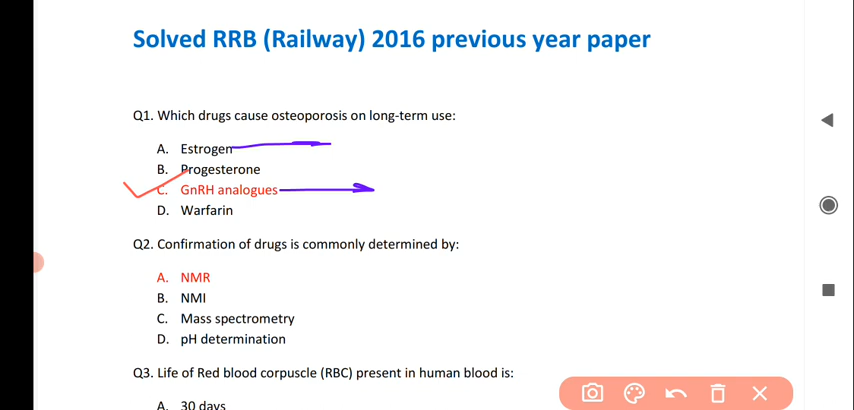 Solved RRB (Railway) 2016 previous year paper
Q1. Which drugs cause osteoporosis on long-term use:
A. Estrogen
B. Progesterone
C. GnRH analogues
D. Warfarin
Q2. Confirmation of drugs is commonly determined by:
A. NMR
B. NMI
C. Mass spectrometry
D. pH determination
Q3. Life of Red blood corpuscle (RBC) present in human blood is:
A. 30 days